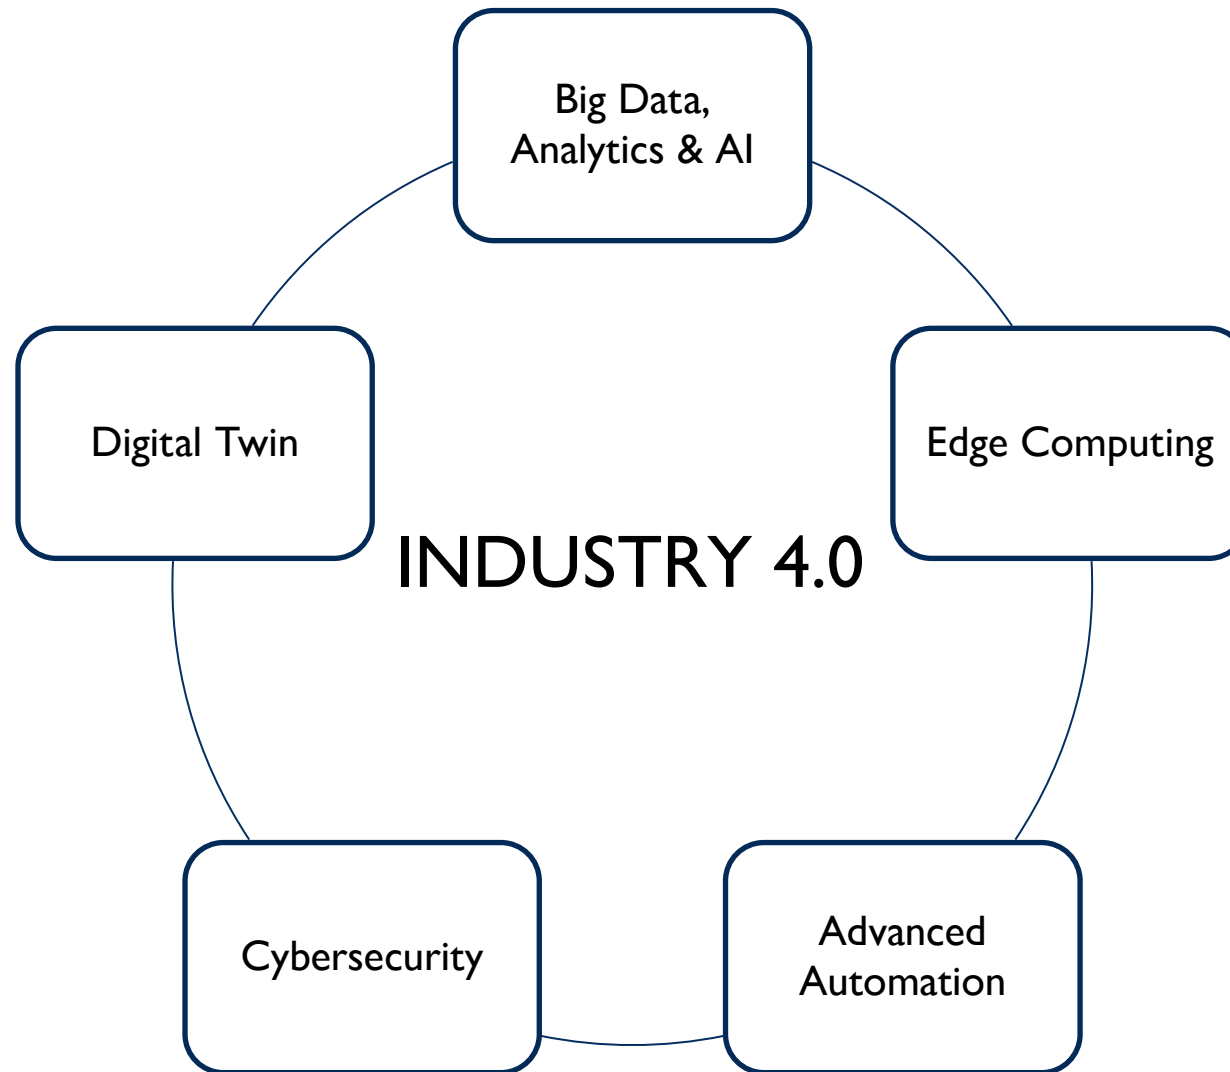 Big Data,
Analytics & AI
Digital Twin
Edge Computing
INDUSTRY 4.0
Cybersecurity
Advanced
Automation